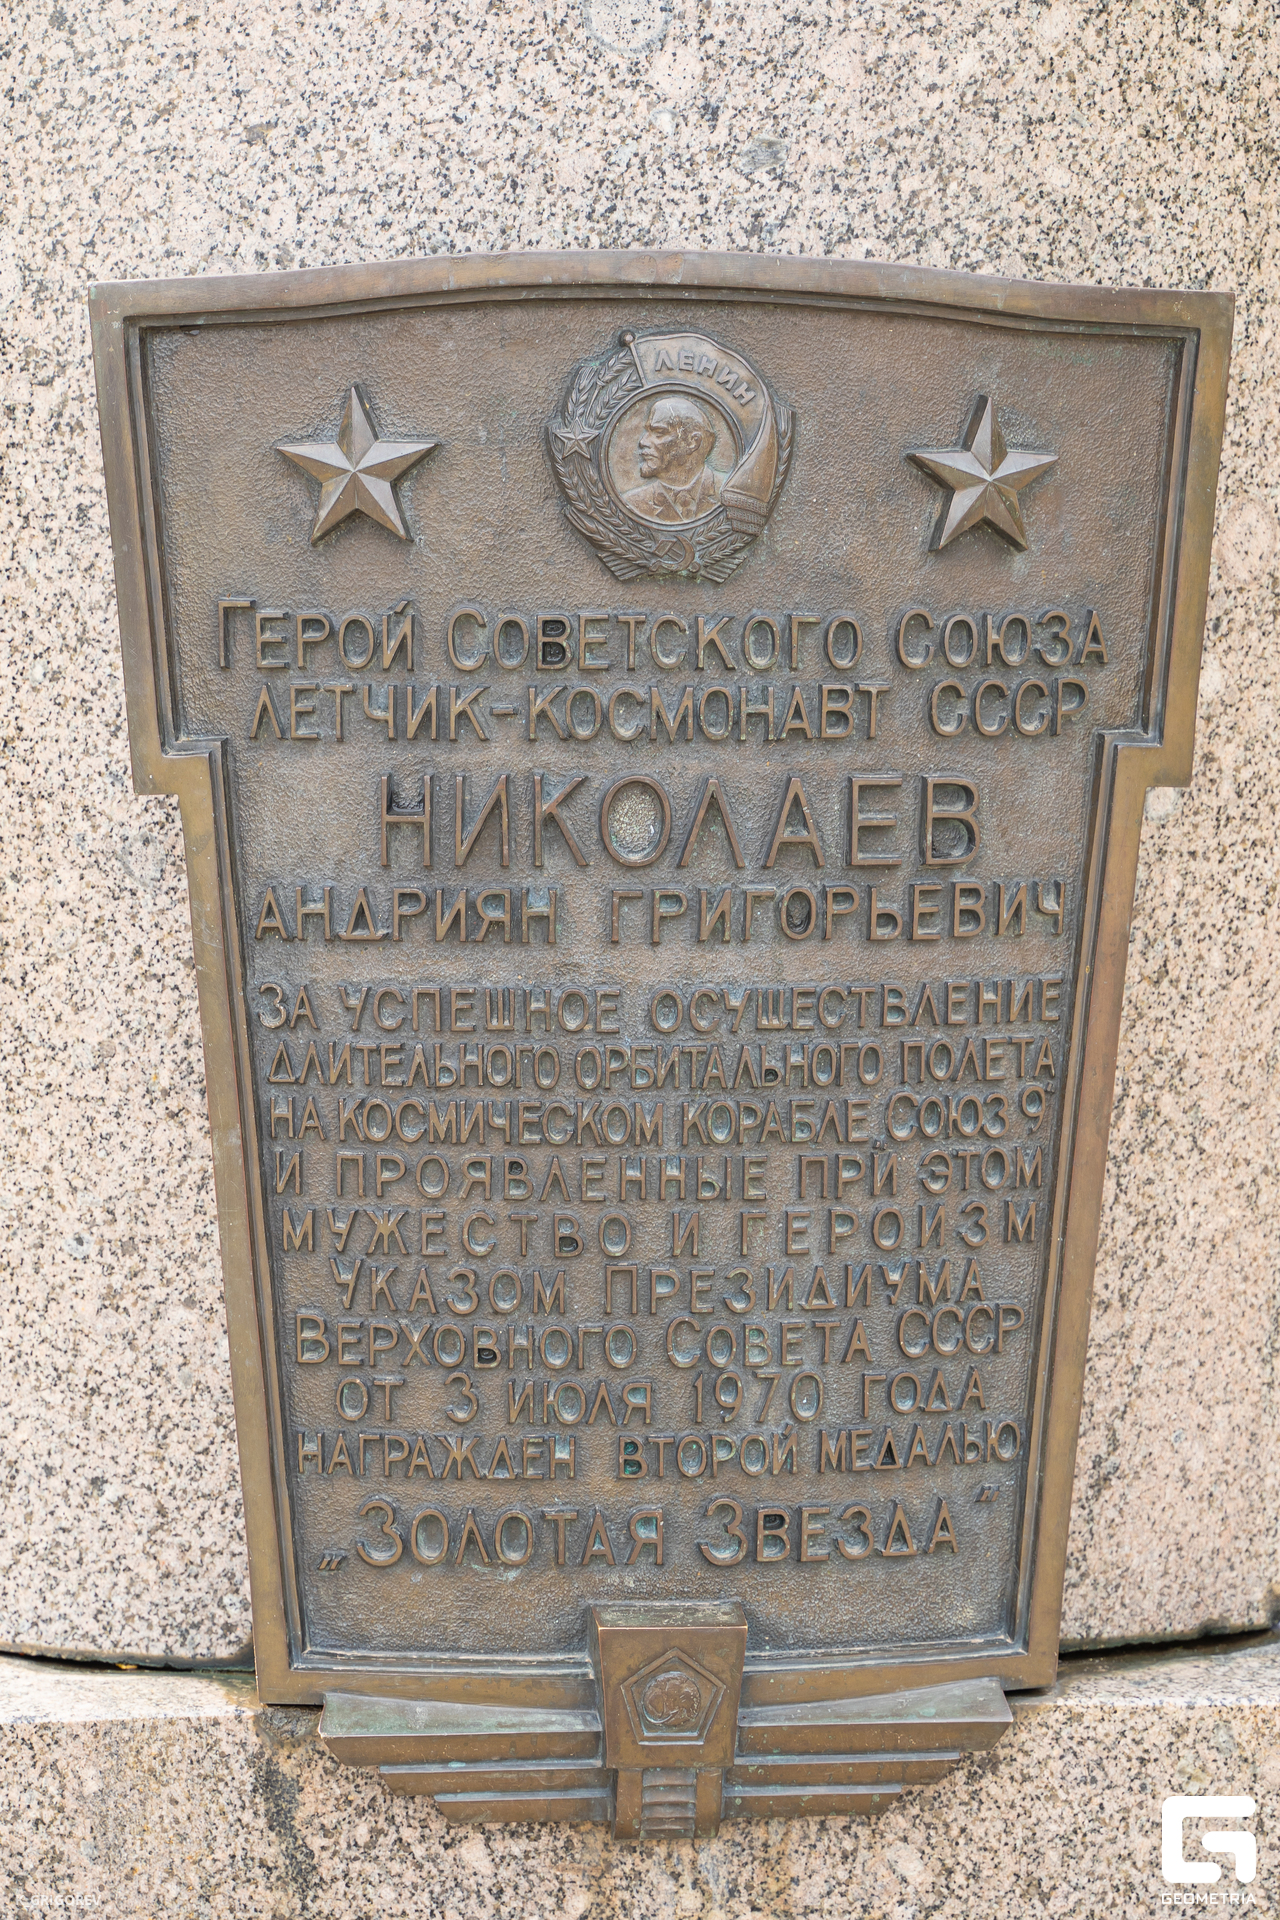 ЛЕНИН
ГЕРОЙ СОВЕТСКОГО СОЮЗА
ЛЕТЧИК-КОСМОНАВТ СССР
НИКОЛАЕВ
АНДРИЯН ГРИГОРЬЕВИЧ
ЗА УСПЕШНОЕ ОСУЩЕСТВЛЕНИЕ
ДЛИТЕЛЬНОГО ОРБИТАЛЬНОГО ПОЛЕТА
НА КОСМИЧЕСКОМ КОРАБЛЕ „СОЮЗ 9“
И ПРОЯВЛЕННЫЕ ПРИ ЭТОМ
МУЖЕСТВО И ГЕРОИЗМ
УКАЗОМ ПРЕЗИДИУМА
ВЕРХОВНОГО СОВЕТА СССР
ОТ 3 ИЮЛЯ 1970 ГОДА
НАГРАЖДЕН ВТОРОЙ МЕДАЛЬЮ
„ЗОЛОТАЯ ЗВЕЗДА“
GRIGOREV
GEOMETRIA